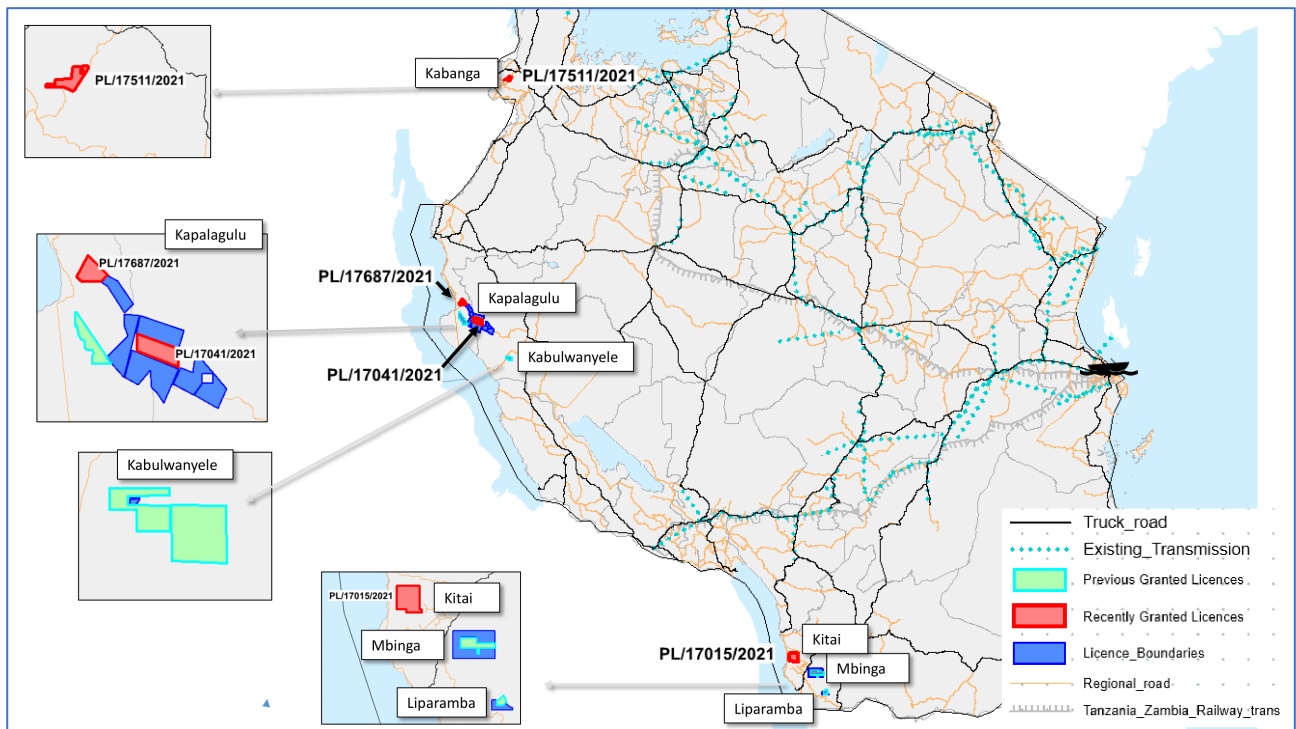 PL/17511/2021
Kabanga
PL/17511/2021
Kapalagulu
PL/17687/2021
PL/17041/2021
PL/17687/2021
Kapalagulu
Kabulwanyele
PL/17041/2021
Kabulwanyele
PL/17015/2021
Kitai
Mbinga
Liparamba
Kitai
PL/17015/2021
Mbinga
Liparamba
Truck_road
Existing_Transmission
Previous Granted Licences
Recently Granted Licences
Licence_Boundaries
Regional_road
Tanzania_Zambia_Railway_trans